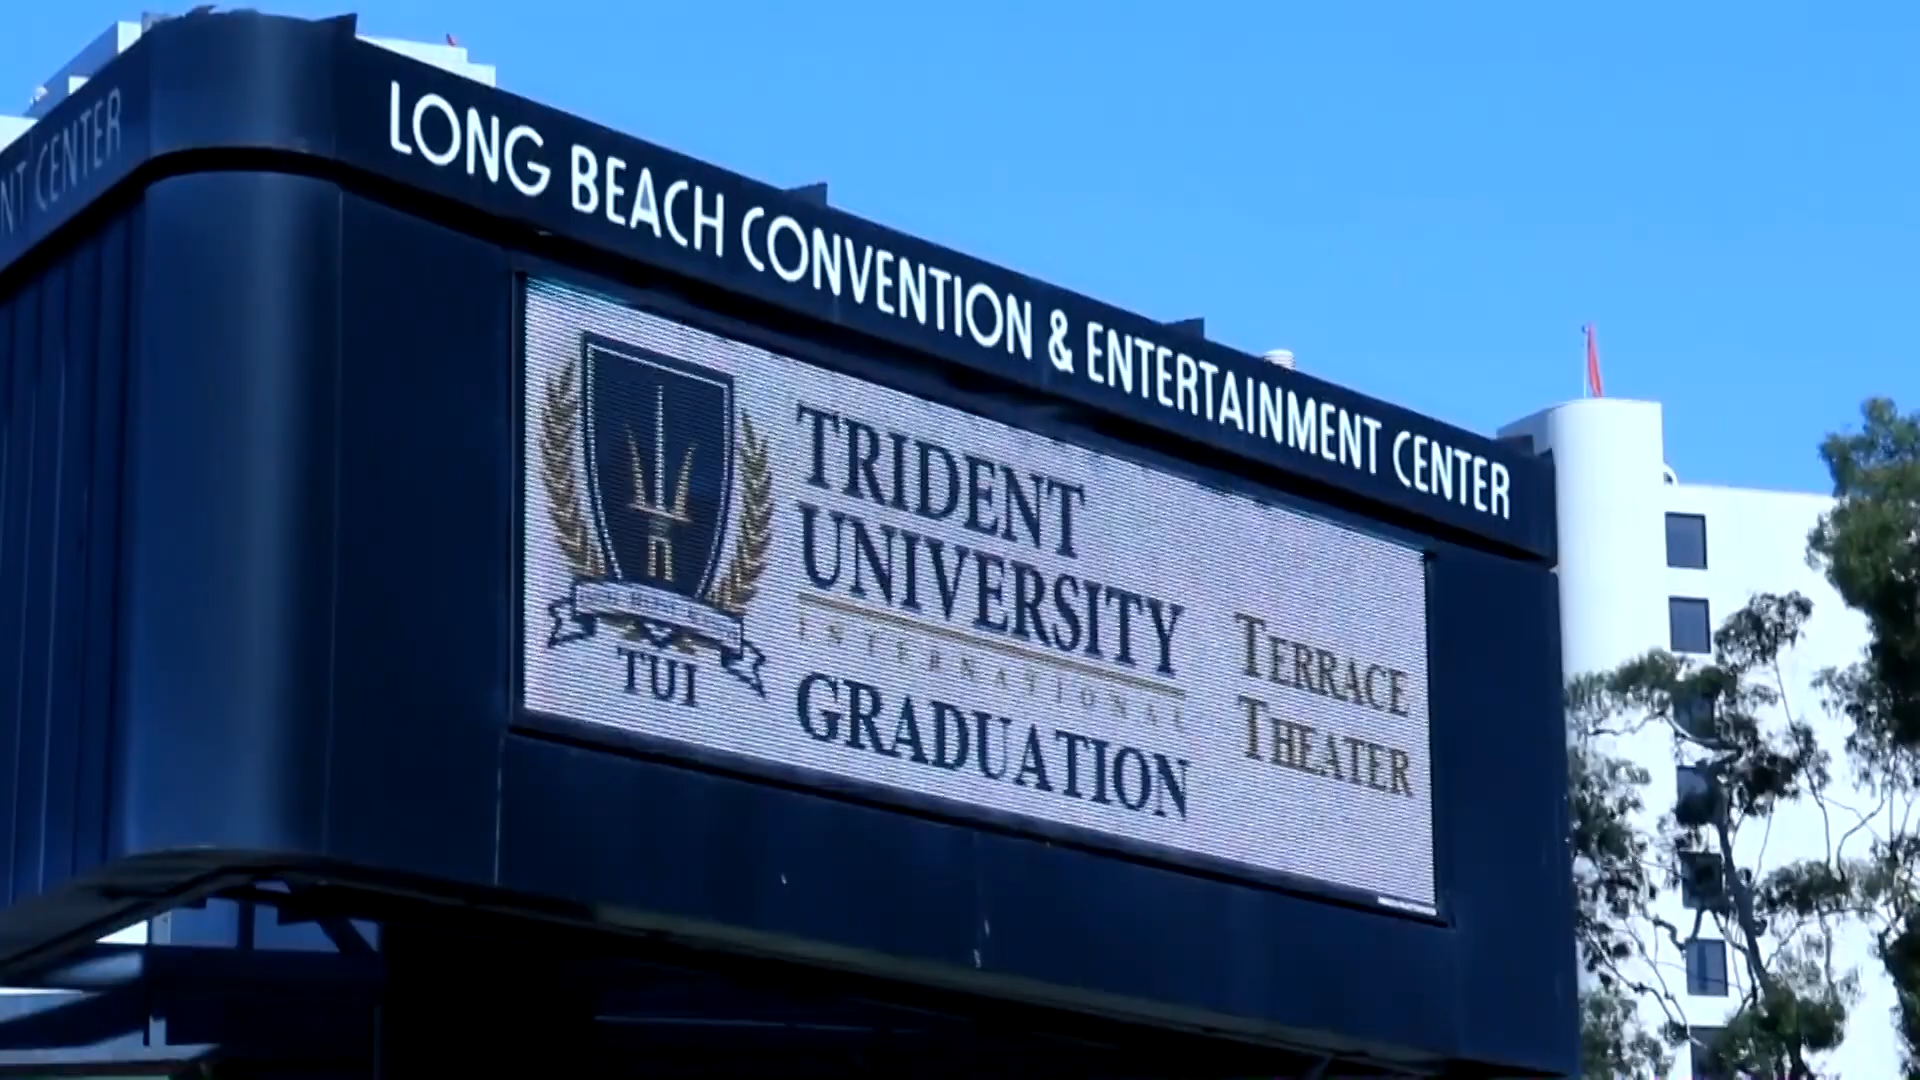 NT CENTER
LONG BEACH CONVENTION & ENTERTAINMENT CENTER
TRIDENT
UNIVERSITY
INTERNATIONAL
GRADUATION
TUI
TERRACE
THEATER